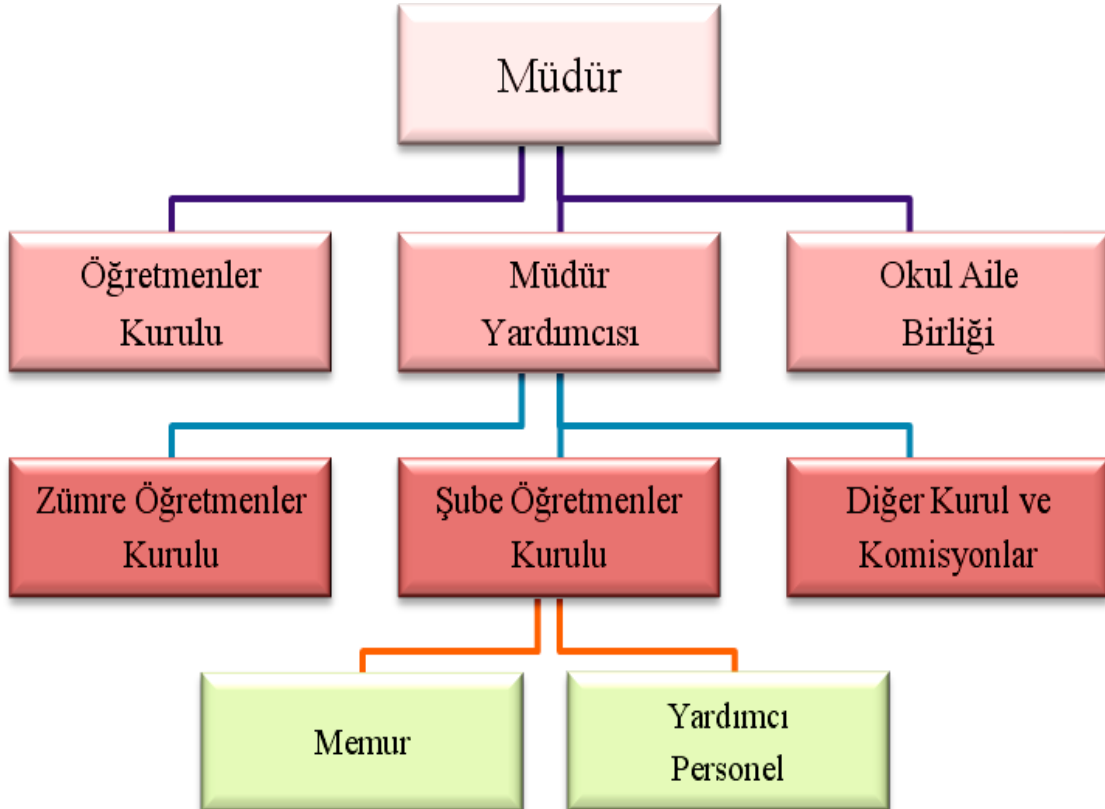 Müdür
Öğretmenler
Kurulu
Müdür
Yardımcısı
Okul Aile
Birliği
Zümre Öğretmenler
Kurulu
Şube Öğretmenler
Kurulu
Diğer Kurul ve
Komisyonlar
Memur
Yardımcı
Personel